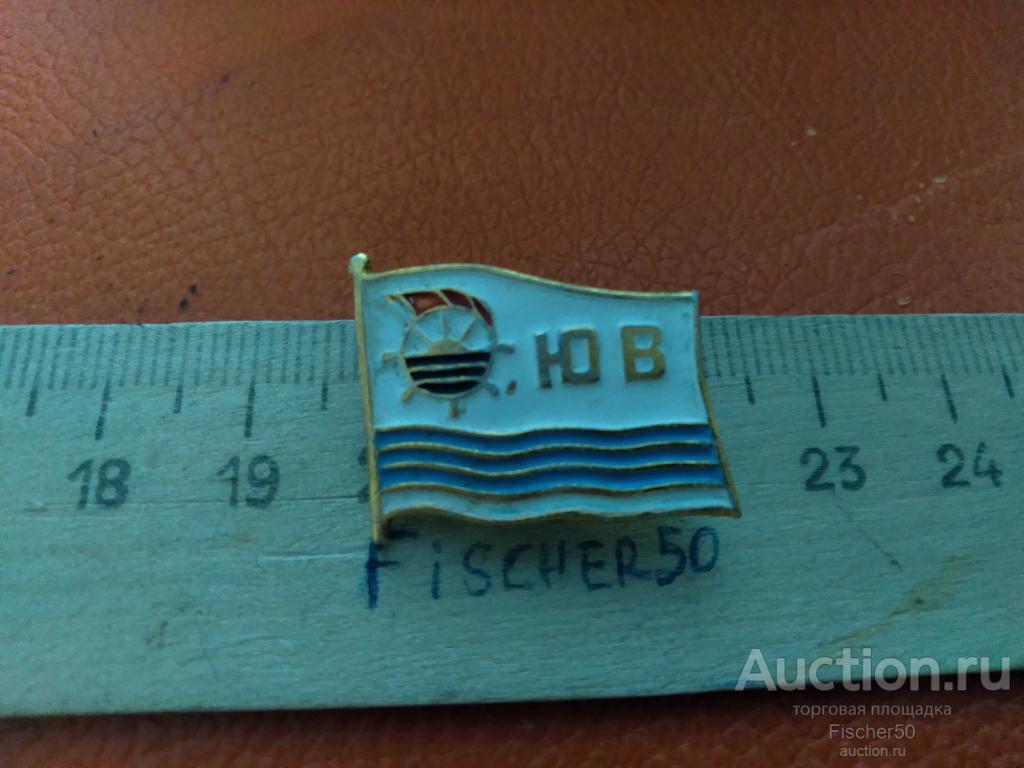 ЮВ
18 19 23 24
FiSCHER50
Auction.ru
торговая площадка
Fischer50
auction.ru